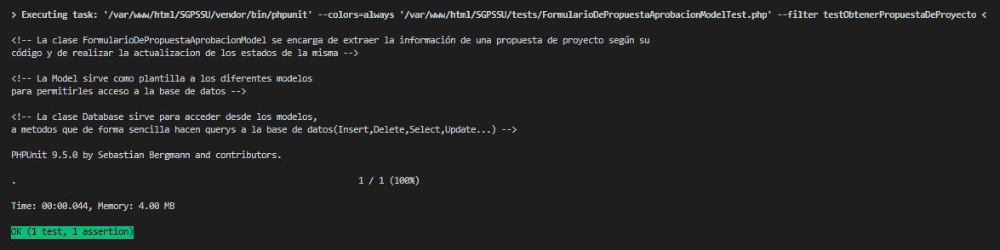 > Executing task: '/var/www/html/SGPSSU/vendor/bin/phpunit' --colors=always '/var/www/html/SGPSSU/tests/FormularioDePropuestaAprobacionModelTest.php' --filter testObtenerPropuestaDeProyecto <
<!-- La clase FormularioDePropuestaAprobacionModel se encarga de extraer la información de una propuesta de proyecto según su
código y de realizar la actualizacion de los estados de la misma -->
<!-- La Model sirve como plantilla a los diferentes modelos
para permitirles acceso a la base de datos -->
<!-- La clase Database sirve para acceder desde los modelos,
a metodos que de forma sencilla hacen querys a la base de datos(Insert,Delete,Select,Update...) -->
PHPUnit 9.5.0 by Sebastian Bergmann and contributors.
. 1 / 1 (100%)
Time: 00:00.044, Memory: 4.00 MB
OK (1 test, 1 assertion)